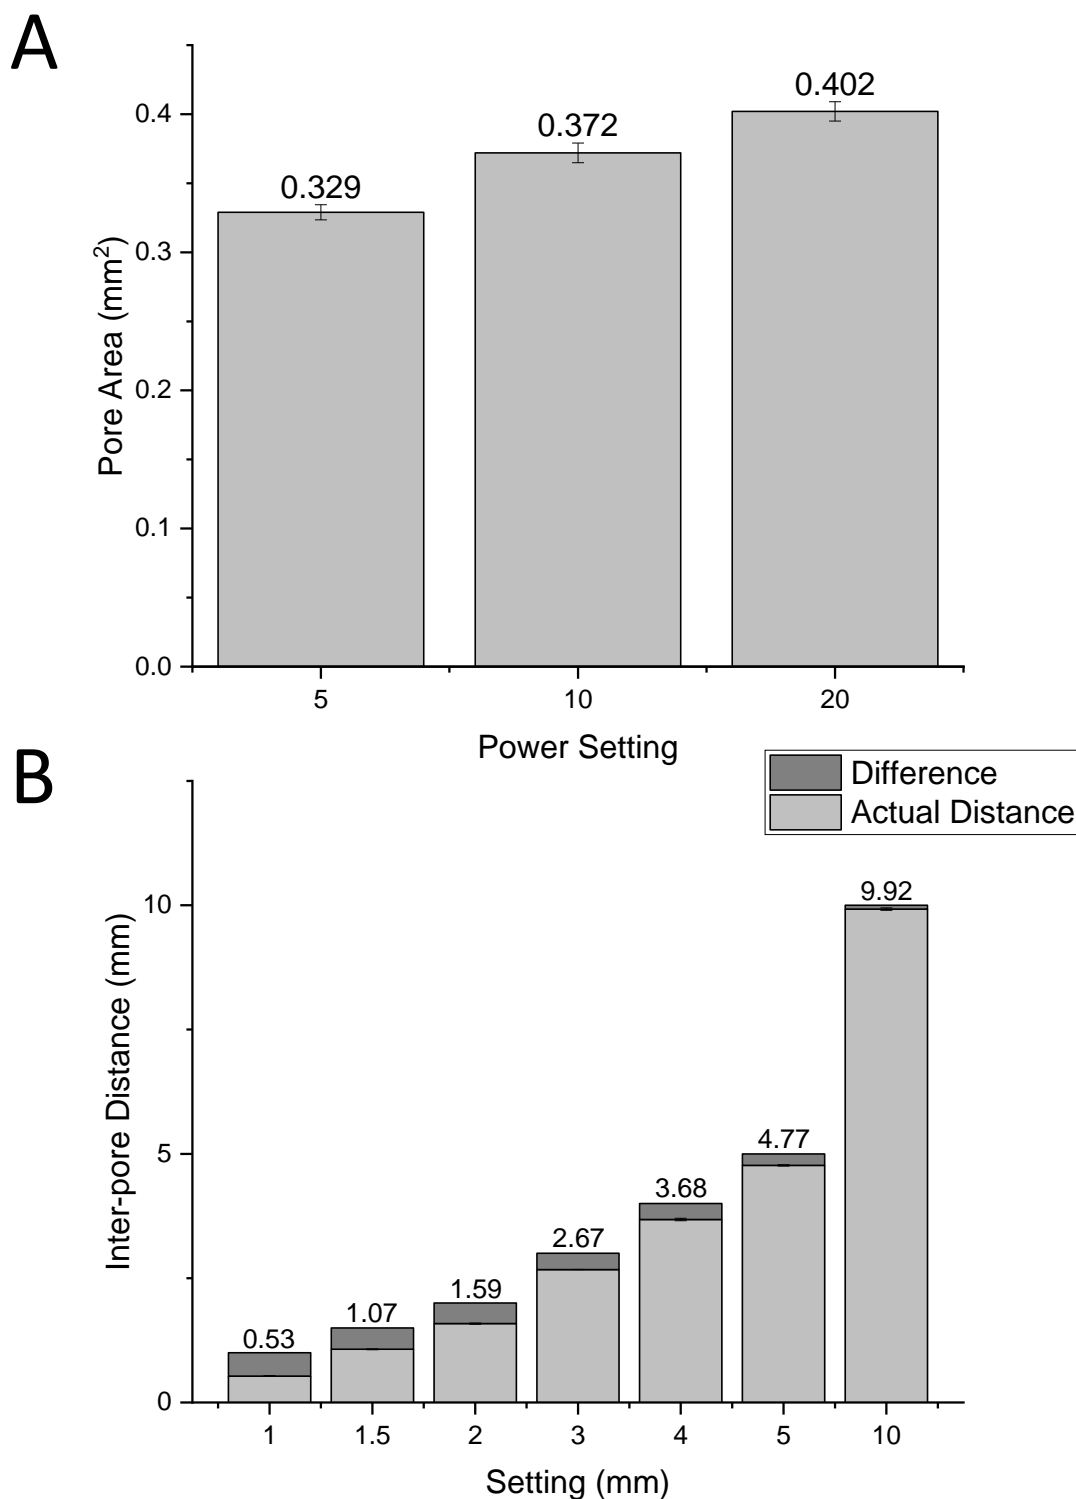 A
0.402
0.372
0.329
0.4
0.3
0.2
0.1
0.0
Pore Area (mm²)
5 10 20
Power Setting
B
Difference
Actual Distance
9.92
4.77
3.68
2.67
1.59
1.07
0.53
10
5
0
Inter-pore Distance (mm)
1 1.5 2 3 4 5 10
Setting (mm)